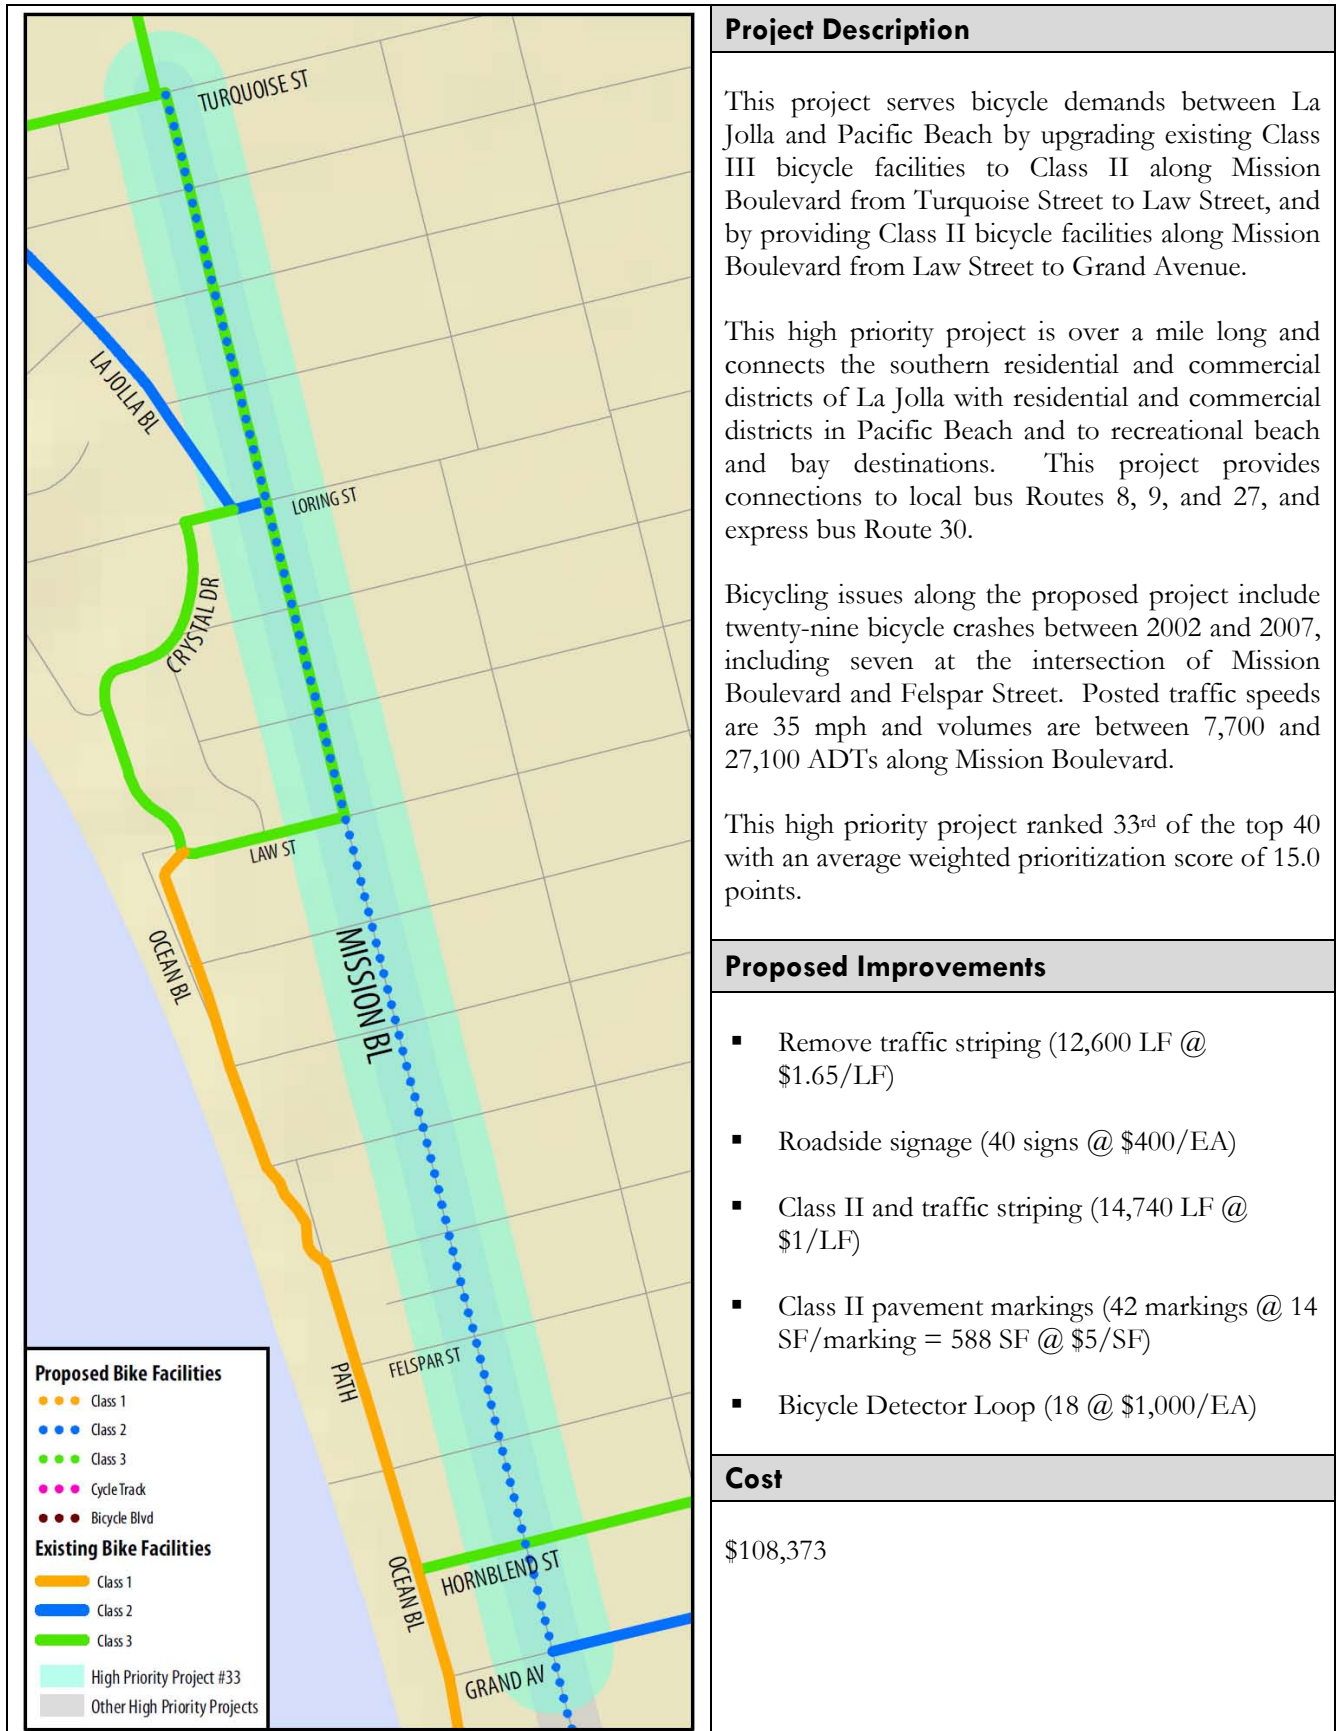 TURQUOISE ST
LA JOLLA BL
LORING ST
CRYSTAL DR
LAW ST
OCEAN BL
MISSION BL
FELSPAR ST
PATH
HORNBLEND ST
OCEAN BL
GRAND AV
Proposed Bike Facilities
Class 1
Class 2
Class 3
Cycle Track
Bicycle Blvd
Existing Bike Facilities
Class 1
Class 2
Class 3
High Priority Project #33
Other High Priority Projects
Project Description
This project serves bicycle demands between La
Jolla and Pacific Beach by upgrading existing Class
III bicycle facilities to Class II along Mission
Boulevard from Turquoise Street to Law Street, and
by providing Class II bicycle facilities along Mission
Boulevard from Law Street to Grand Avenue.
This high priority project is over a mile long and
connects the southern residential and commercial
districts of La Jolla with residential and commercial
districts in Pacific Beach and to recreational beach
and bay destinations. This project provides
connections to local bus Routes 8, 9, and 27, and
express bus Route 30.
Bicycling issues along the proposed project include
twenty-nine bicycle crashes between 2002 and 2007,
including seven at the intersection of Mission
Boulevard and Felspar Street. Posted traffic speeds
are 35 mph and volumes are between 7,700 and
27,100 ADTs along Mission Boulevard.
This high priority project ranked 33rd of the top 40
with an average weighted prioritization score of 15.0
points.
Proposed Improvements
▪ Remove traffic striping (12,600 LF @
$1.65/LF)
▪ Roadside signage (40 signs @ $400/EA)
▪ Class II and traffic striping (14,740 LF @
$1/LF)
▪ Class II pavement markings (42 markings @ 14
SF/marking = 588 SF @ $5/SF)
▪ Bicycle Detector Loop (18 @ $1,000/EA)
Cost
$108,373